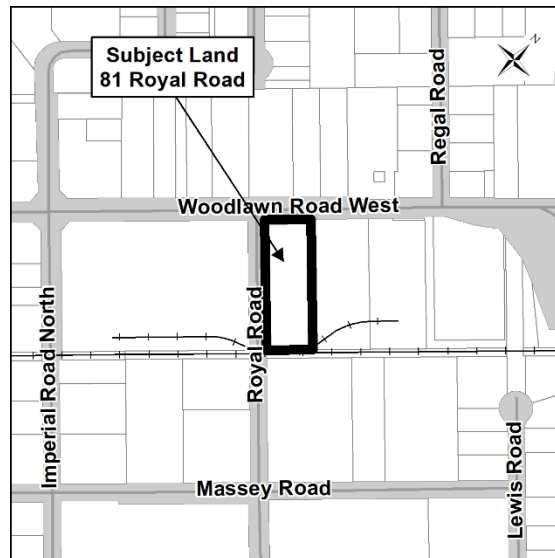 Subject Land
81 Royal Road
N
Regal Road
Woodlawn Road West
Imperial Road North
Royal Road
Lewis Road
Massey Road